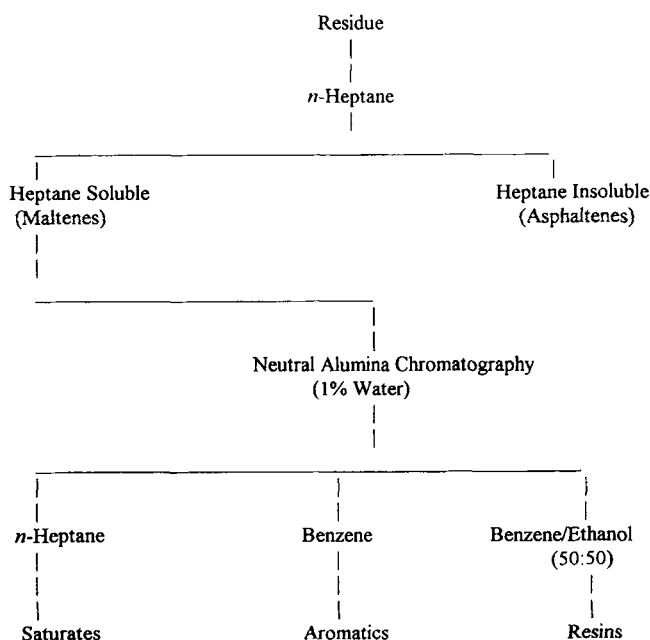 Residue
n-Heptane
Heptane Soluble
(Maltenes)
Heptane Insoluble
(Asphaltenes)
Neutral Alumina Chromatography
(1% Water)
n-Heptane
Benzene
Benzene/Ethanol
(50:50)
Saturates
Aromatics
Resins